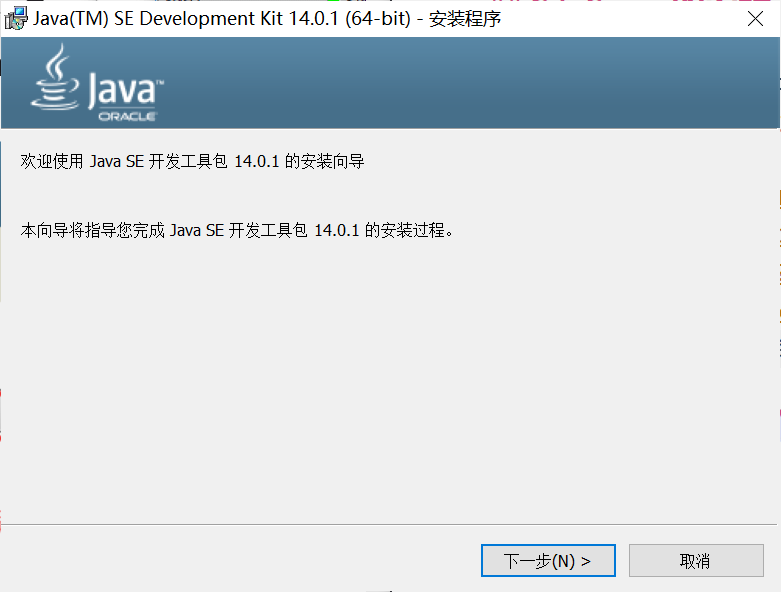 Java(TM) SE Development Kit 14.0.1 (64-bit) - 安装程序
Java™
ORACLE
欢迎使用 Java SE 开发工具包 14.0.1 的安装向导
本向导将指导您完成 Java SE 开发工具包 14.0.1 的安装过程。
下一步(N) >
取消